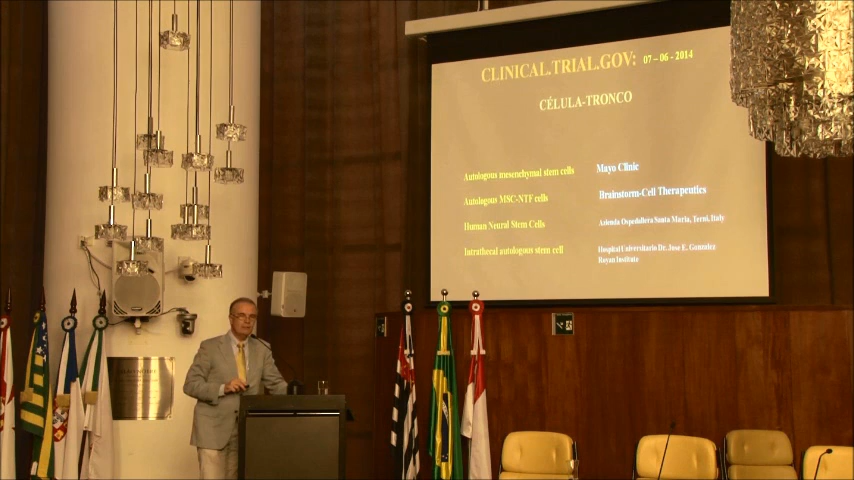 CLINICAL.TRIAL.GOV: 07 – 06 - 2014
CÉLULA-TRONCO
Autologous mesenchymal stem cells Mayo Clinic
Autologous MSC-NTF cells Brainstorm-Cell Therapeutics
Human Neural Stem Cells Azienda Ospedaliera Santa Maria, Terni, Italy
Intrathecal autologous stem cell Hospital Universitario Dr. Jose E. Gonzalez
Royan Institute